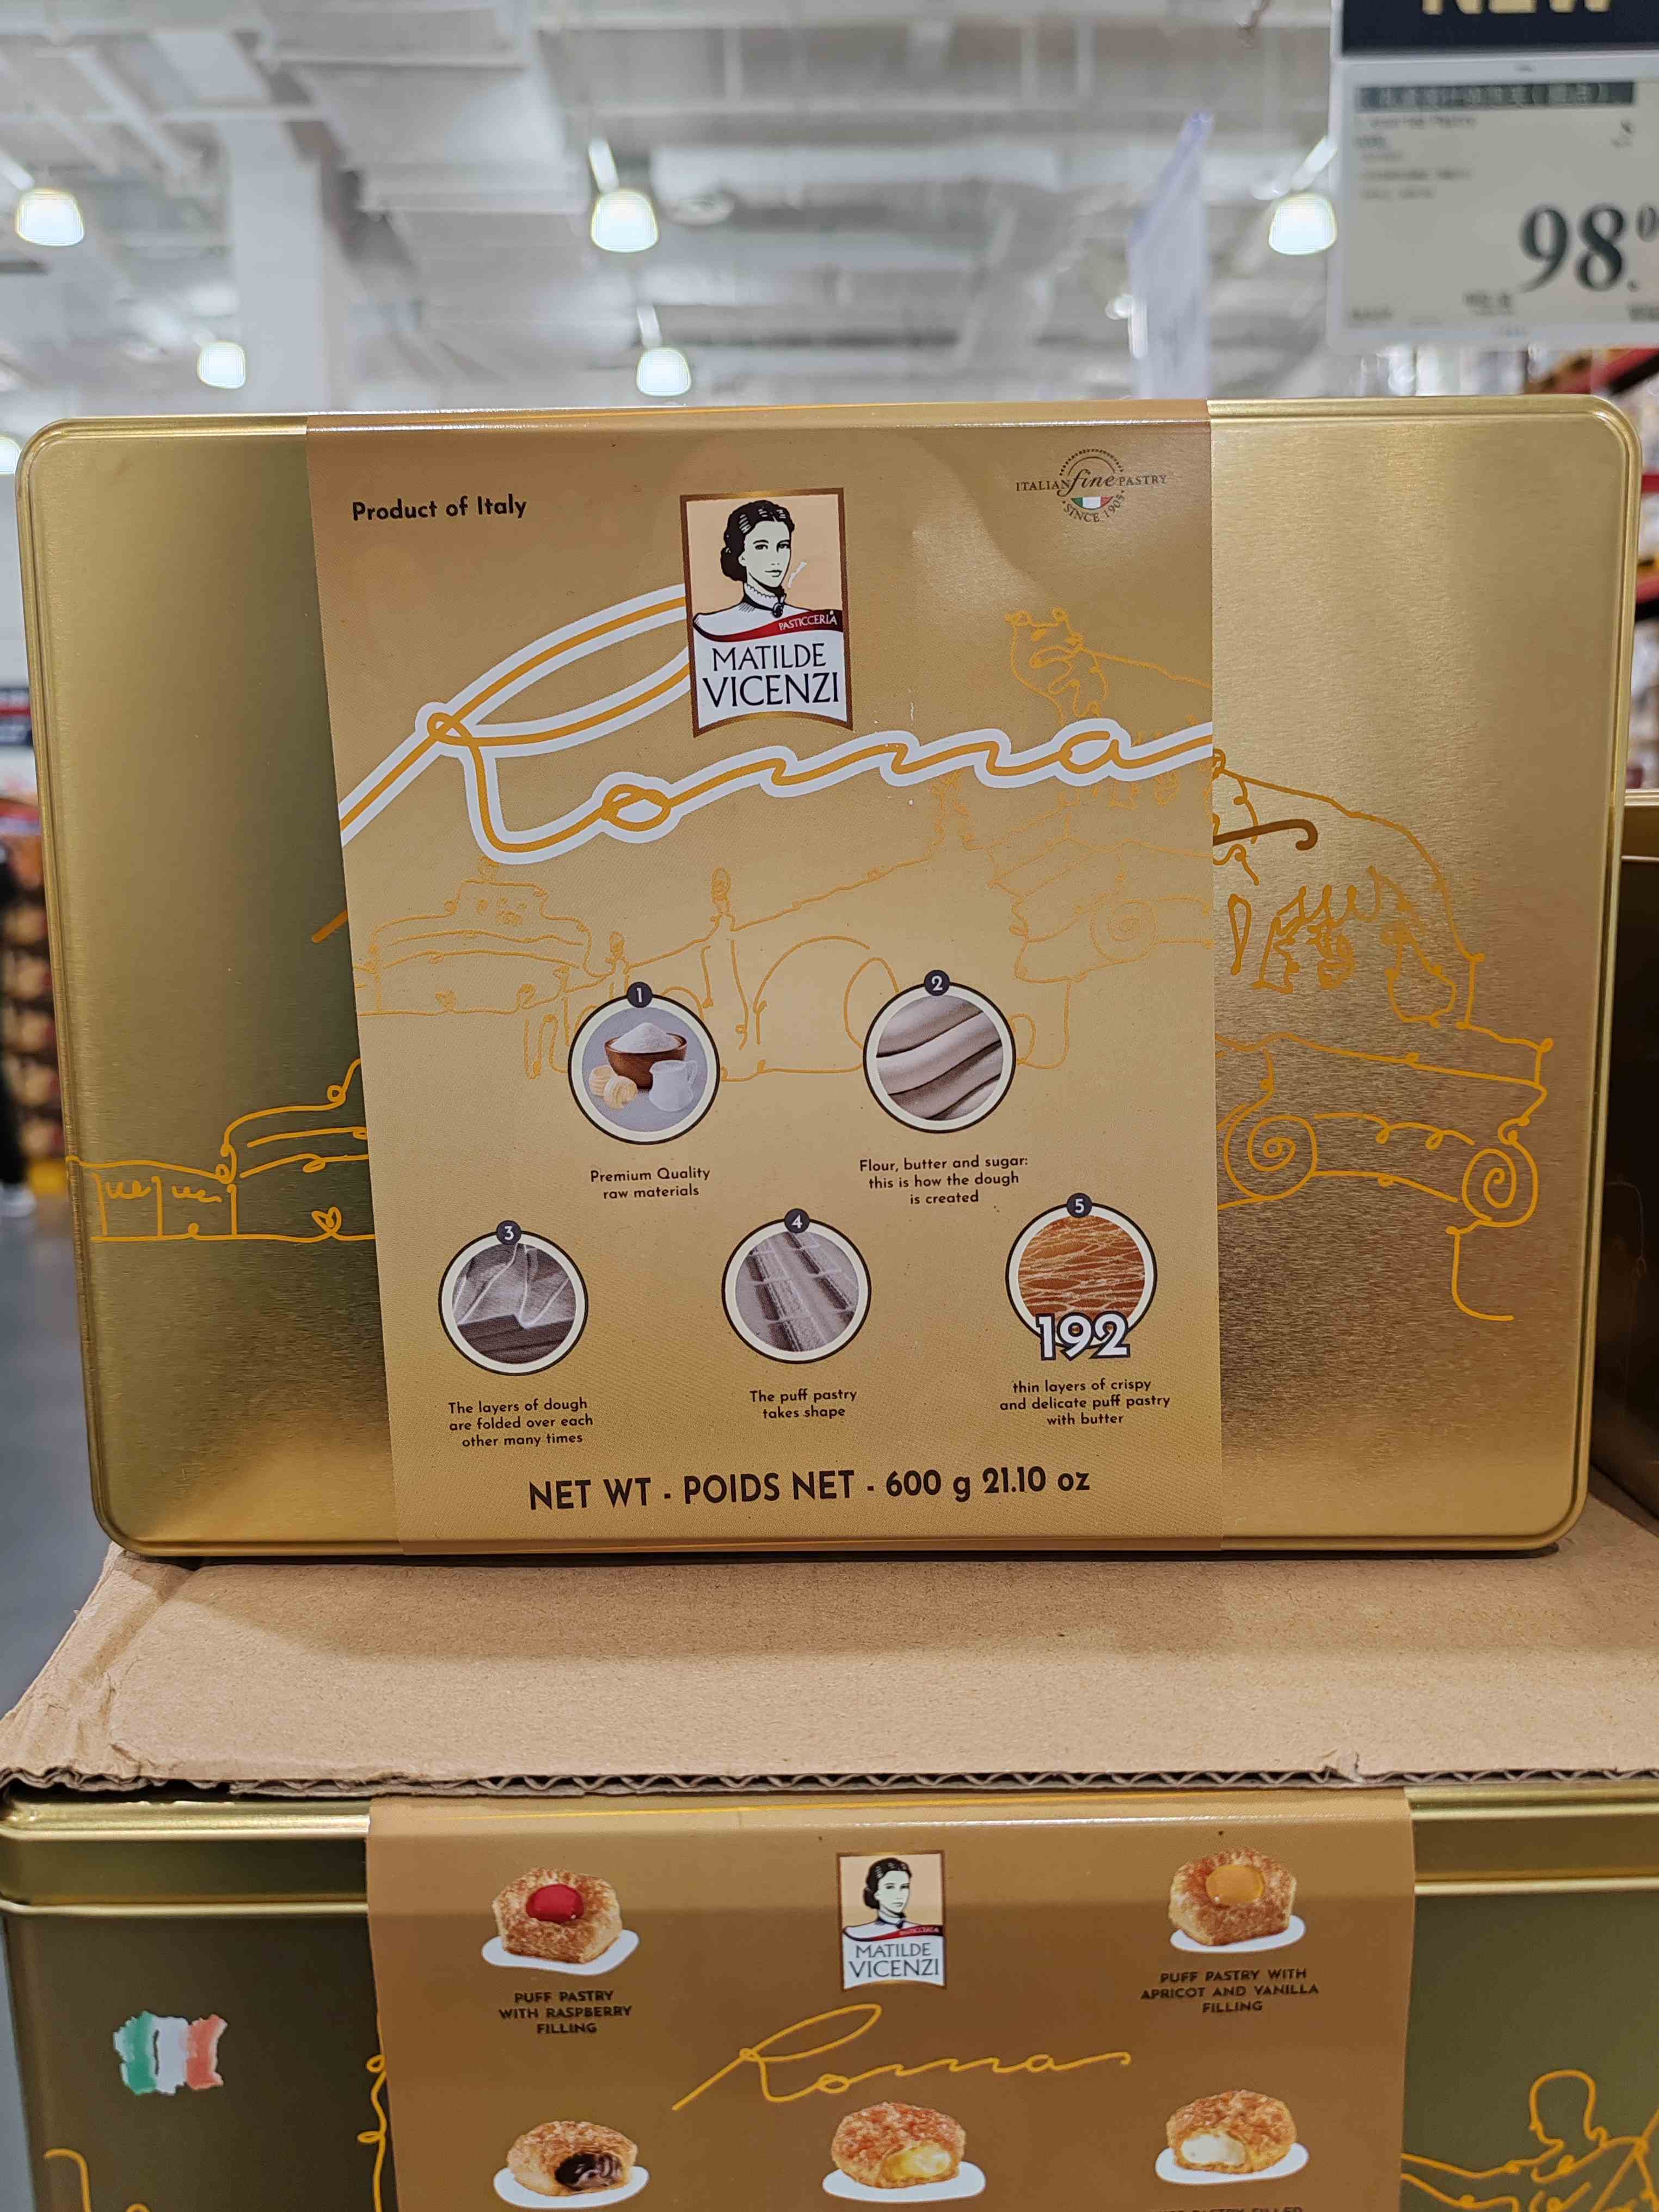 NEW
98.
Product of Italy
ITALIAN fine PASTRY
SINCE 1905
PASTICCERIA
MATILDE
VICENZI
Roma
1
2
Premium Quality
raw materials
Flour, butter and sugar:
this is how the dough
is created
3
4
5
192
The layers of dough
are folded over each
other many times
The puff pastry
takes shape
thin layers of crispy
and delicate puff pastry
with butter
NET WT - POIDS NET - 600 g 21.10 oz
PASTICCERIA
MATILDE
VICENZI
PUFF PASTRY
WITH RASPBERRY
FILLING
PUFF PASTRY WITH
APRICOT AND VANILLA
FILLING
Roma